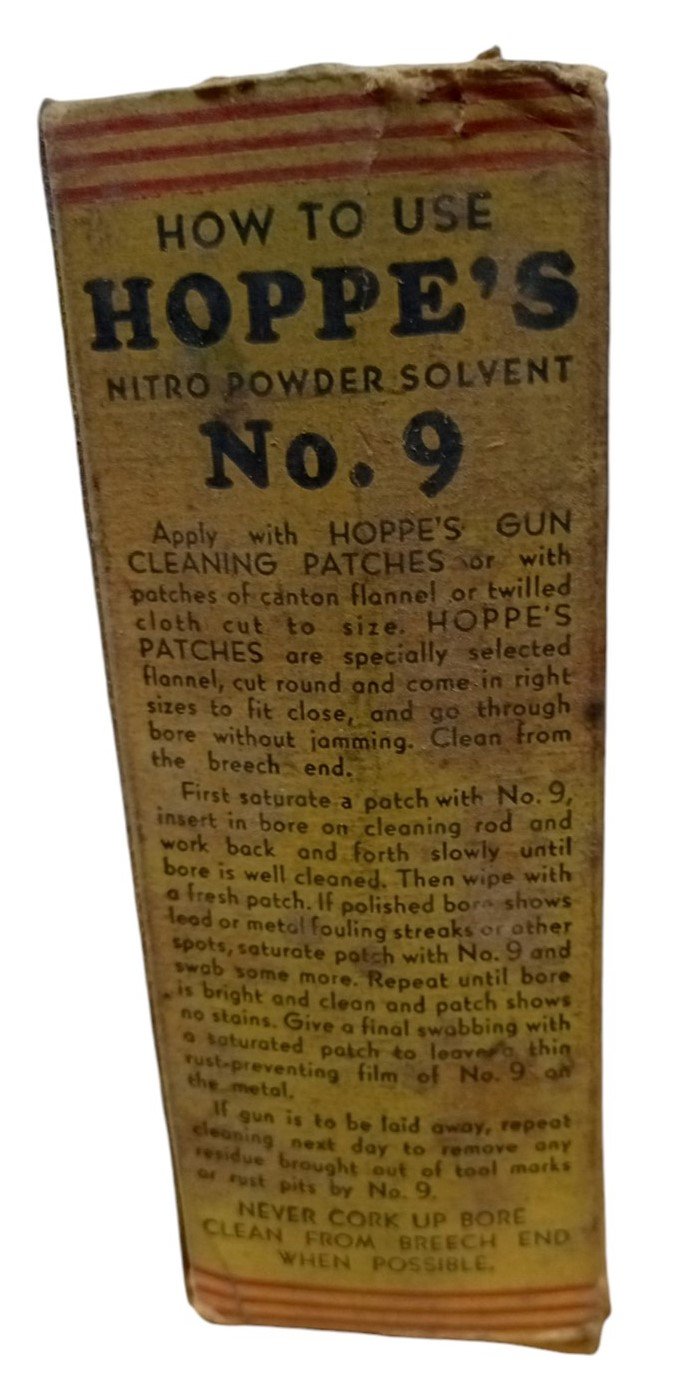 HOW TO USE
HOPPE'S
NITRO POWDER SOLVENT
No. 9
Apply with HOPPE'S GUN
CLEANING PATCHES or with
patches of canton flannel or twilled
cloth cut to size. HOPPE'S
PATCHES are specially selected
flannel, cut round and come in right
sizes to fit close, and go through
bore without jamming. Clean from
the breech end.
First saturate a patch with No. 9,
insert in bore on cleaning rod and
work back and forth slowly until
bore is well cleaned. Then wipe with
a fresh patch. If polished bore shows
lead or metal fouling streaks or other
spots, saturate patch with No. 9 and
swab some more. Repeat until bore
is bright and clean and patch shows
no stains. Give a final swabbing with
a saturated patch to leave a thin
rust-preventing film of No. 9 on
the metal.
If gun is to be laid away, repeat
cleaning next day to remove any
residue brought out of tool marks
or rust pits by No. 9.
NEVER CORK UP BORE
CLEAN FROM BREECH END
WHEN POSSIBLE.